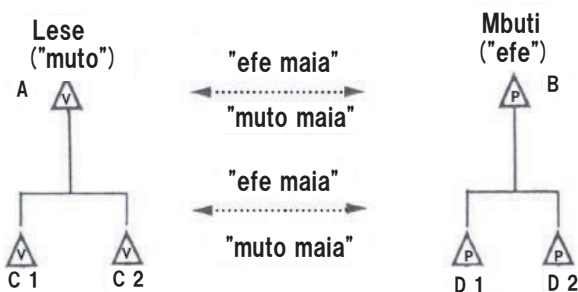 Lese
("muto")
Mbuti
("efe")
A
V
"efe maia"
"muto maia"
P
B
"efe maia"
"muto maia"
V
V
P
P
C 1
C 2
D 1
D 2